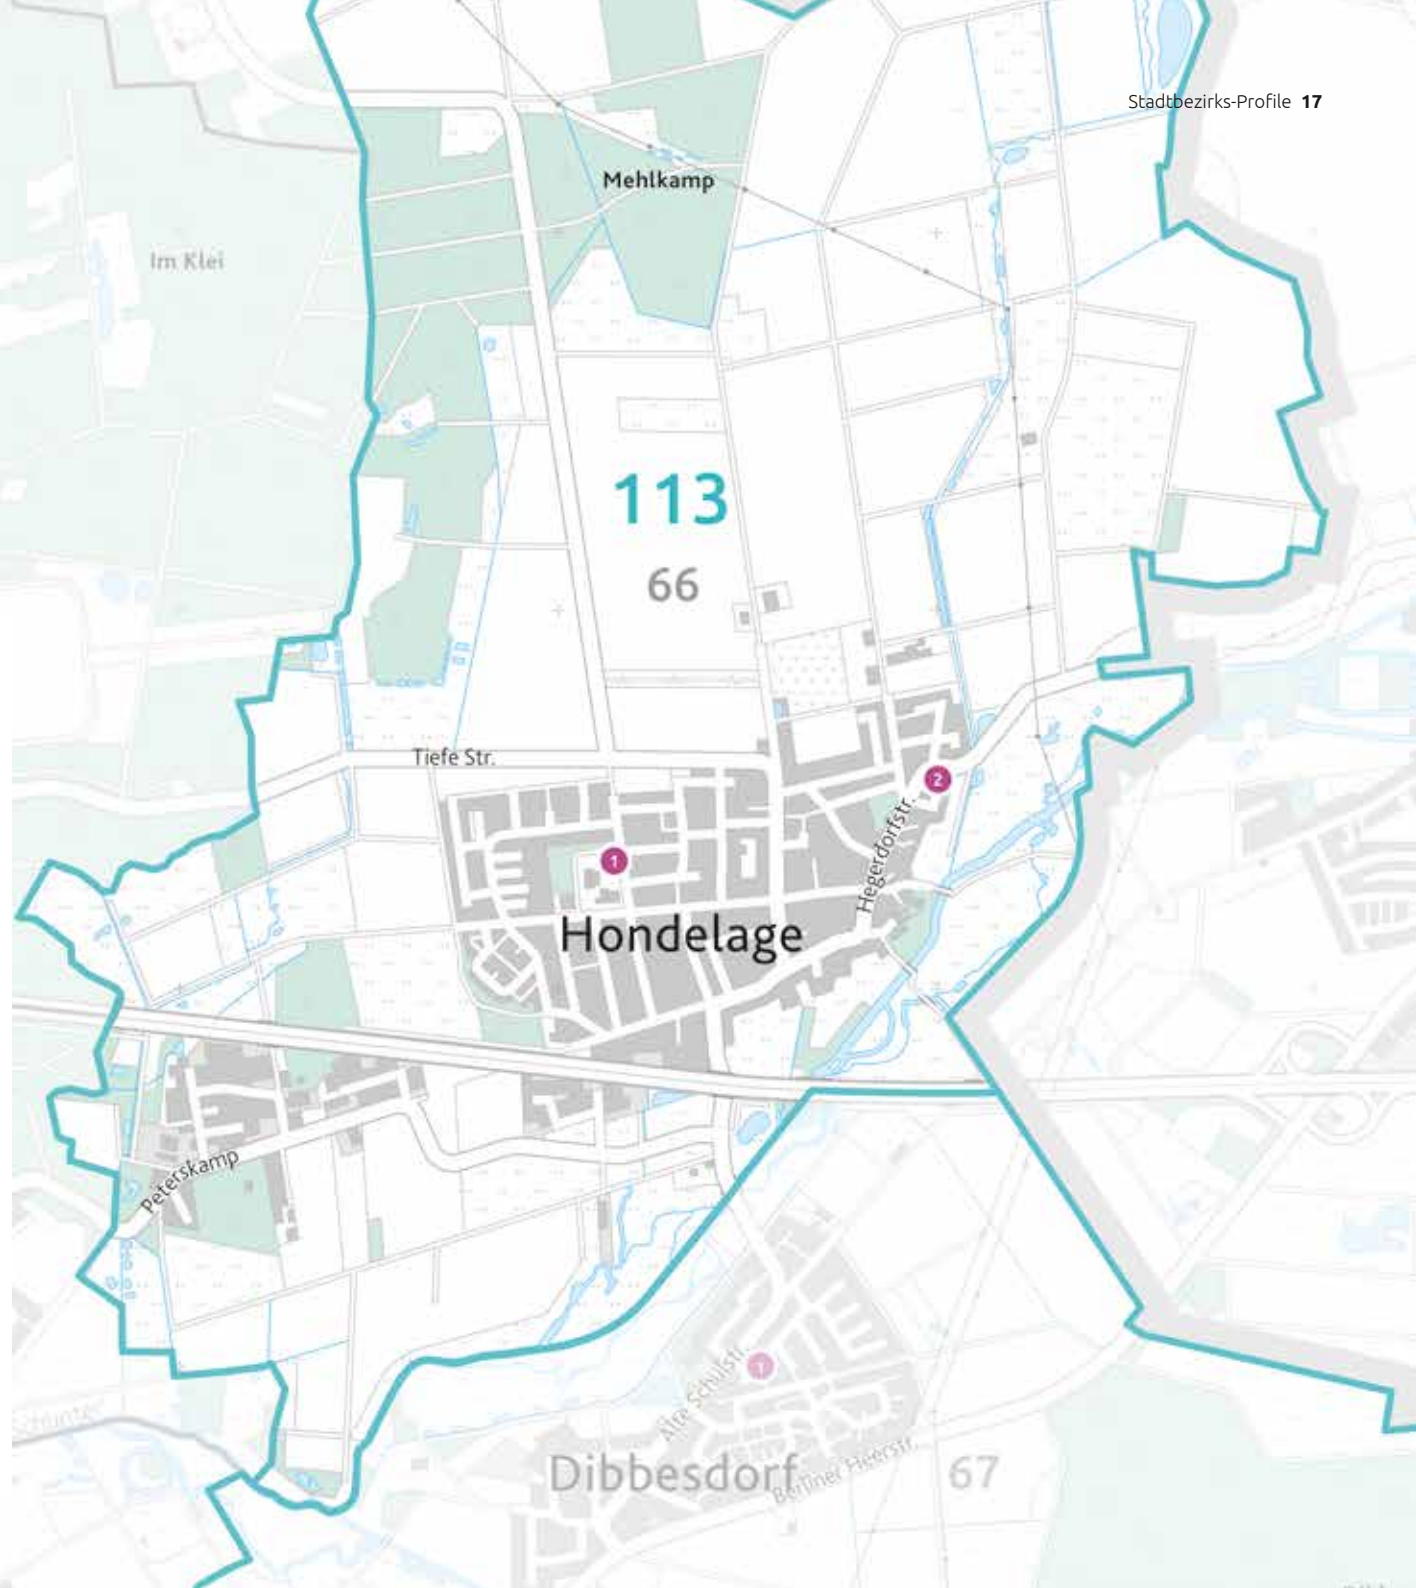 Stadtbezirks-Profile 17
Mehlkamp
Im Klei
113
66
Tiefe Str.
2
Hegerdorfstr.
1
Hondelage
Peterskamp
1
Alte Schulstr.
Dibbesdorf
Berliner Heerstr.
67